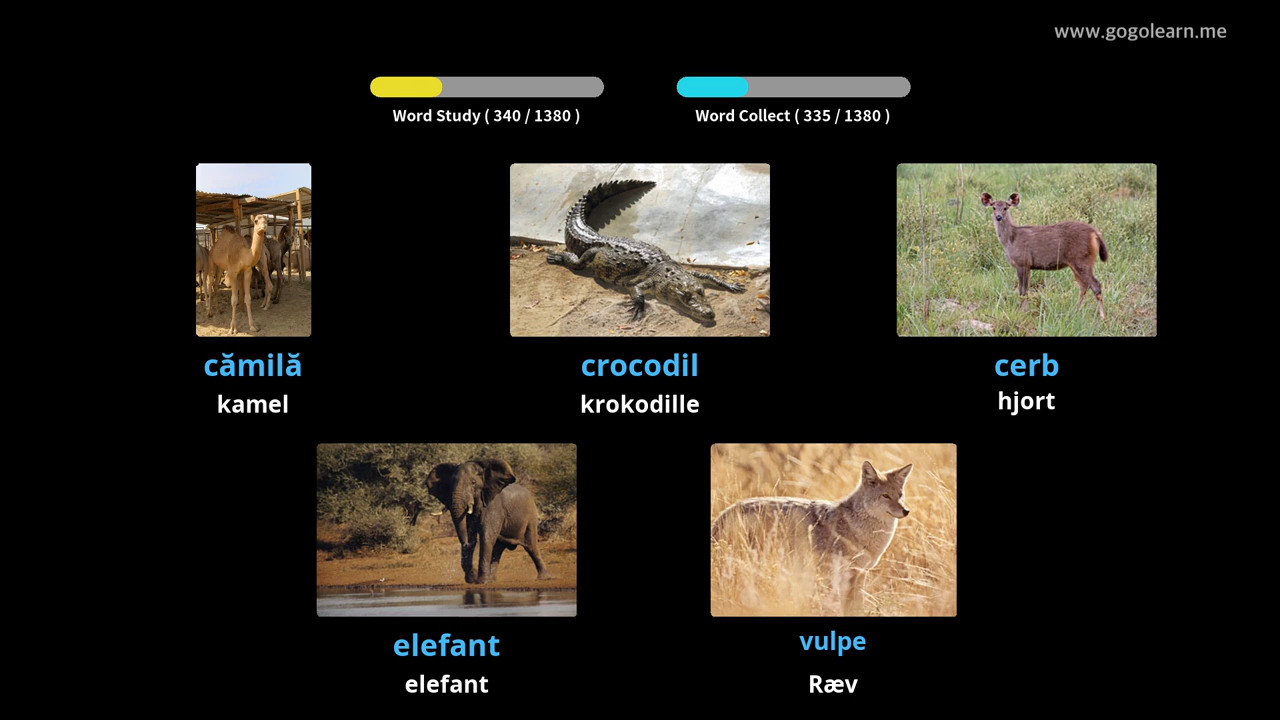 www.gogolearn.me
Word Study ( 340 / 1380 )
Word Collect ( 335 / 1380 )
cămilă
kamel
crocodil
krokodille
cerb
hjort
elefant
elefant
vulpe
Ræv